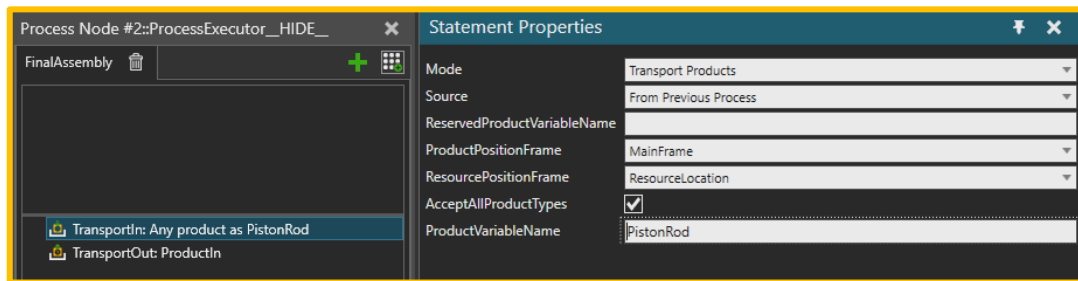 Process Node #2::ProcessExecutor__HIDE__
FinalAssembly
TransportIn: Any product as PistonRod
TransportOut: ProductIn
Statement Properties
Mode Transport Products
Source From Previous Process
ReservedProductVariableName
ProductPositionFrame MainFrame
ResourcePositionFrame ResourceLocation
AcceptAllProductTypes
ProductVariableName PistonRod